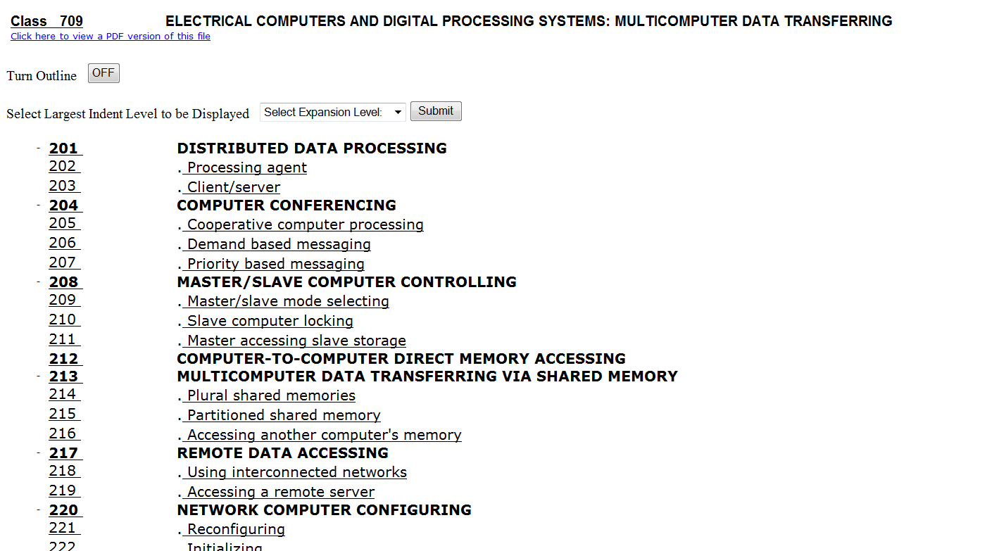 Class 709 ELECTRICAL COMPUTERS AND DIGITAL PROCESSING SYSTEMS: MULTICOMPUTER DATA TRANSFERRING
Click here to view a PDF version of this file
Turn Outline OFF
Select Largest Indent Level to be Displayed Select Expansion Level: Submit
- 201 DISTRIBUTED DATA PROCESSING
202 . Processing agent
203 . Client/server
- 204 COMPUTER CONFERENCING
205 . Cooperative computer processing
206 . Demand based messaging
207 . Priority based messaging
- 208 MASTER/SLAVE COMPUTER CONTROLLING
209 . Master/slave mode selecting
210 . Slave computer locking
211 . Master accessing slave storage
212 COMPUTER-TO-COMPUTER DIRECT MEMORY ACCESSING
- 213 MULTICOMPUTER DATA TRANSFERRING VIA SHARED MEMORY
214 . Plural shared memories
215 . Partitioned shared memory
216 . Accessing another computer's memory
- 217 REMOTE DATA ACCESSING
218 . Using interconnected networks
219 . Accessing a remote server
- 220 NETWORK COMPUTER CONFIGURING
221 . Reconfiguring
222 Initializing